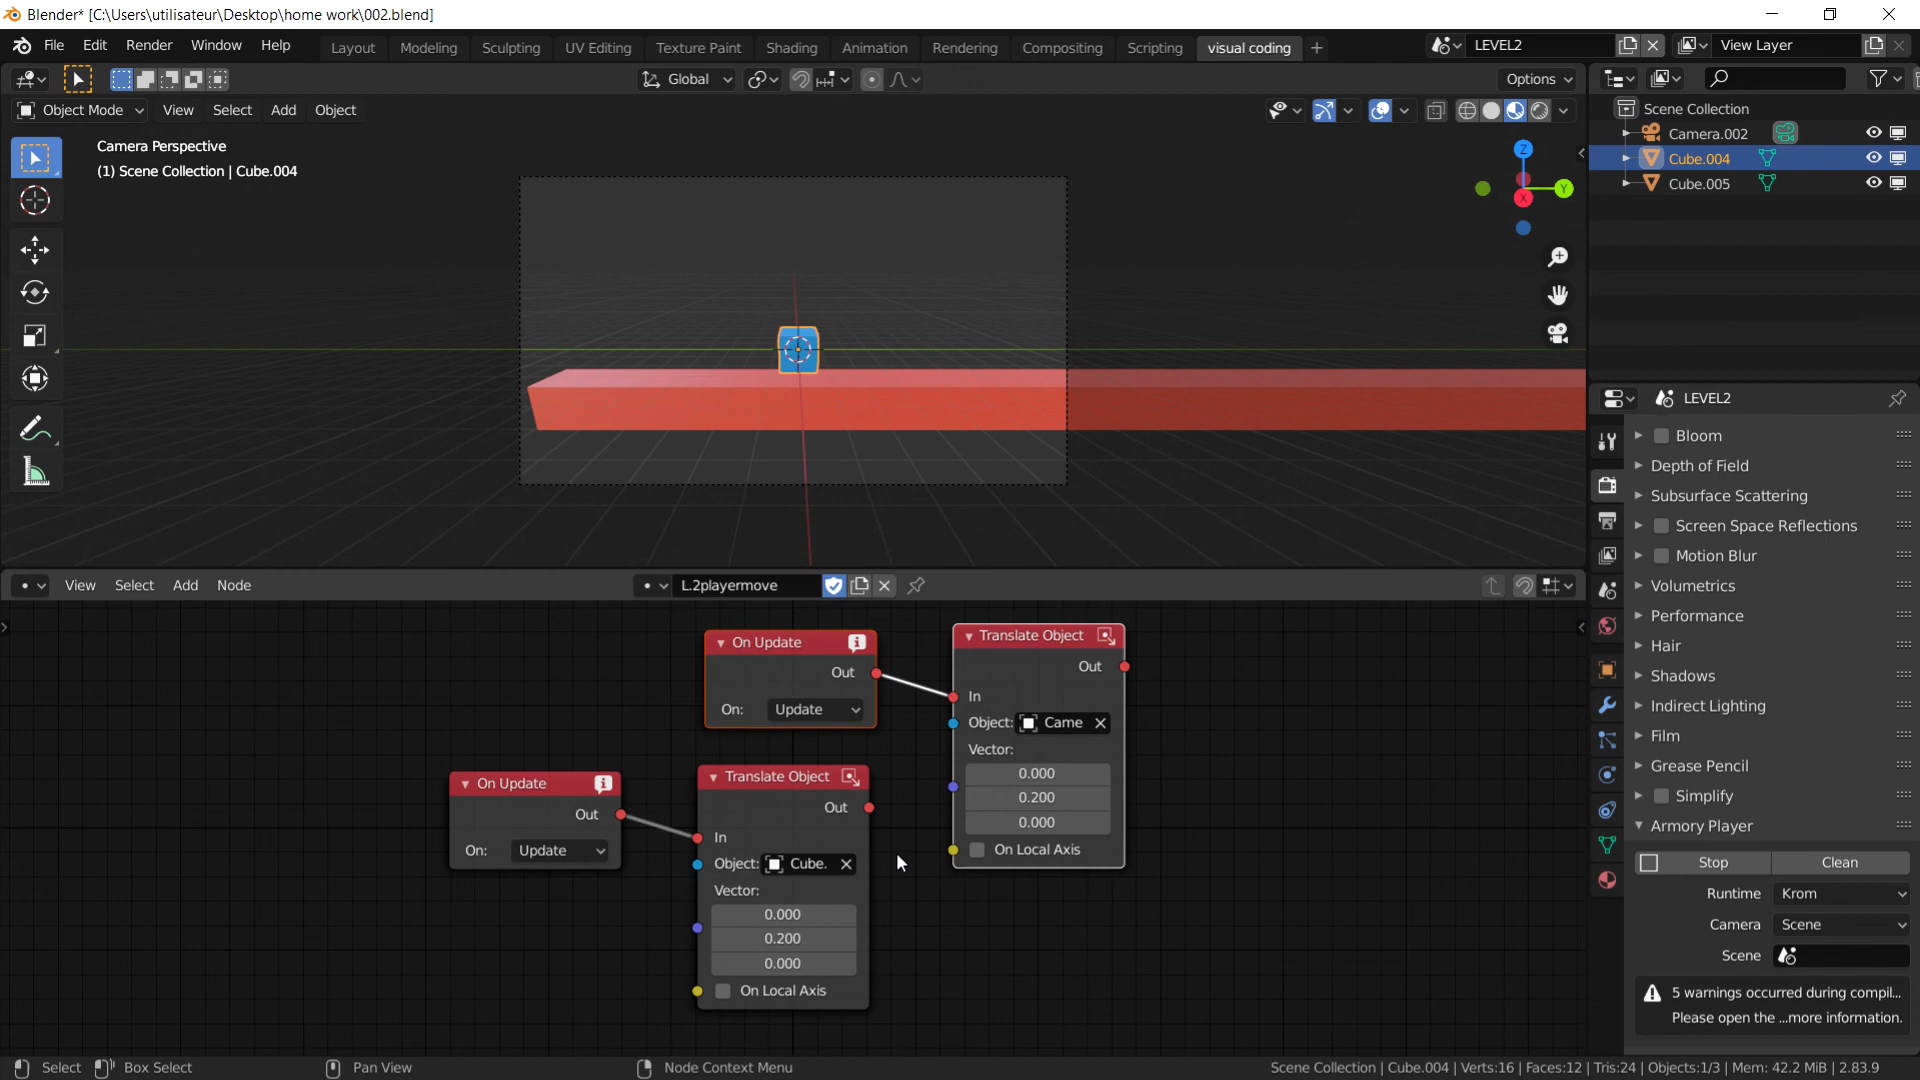 Blender* [C:\Users\utilisateur\Desktop\home work\002.blend]
File Edit Render Window Help
Layout Modeling Sculpting UV Editing Texture Paint Shading Animation Rendering Compositing Scripting visual coding +
LEVEL2
View Layer
Global
Options
Object Mode View Select Add Object
Camera Perspective
(1) Scene Collection | Cube.004
Z
Y
X
Scene Collection
Camera.002
Cube.004
Cube.005
LEVEL2
Bloom
Depth of Field
Subsurface Scattering
Screen Space Reflections
Motion Blur
Volumetrics
Performance
Hair
Shadows
Indirect Lighting
Film
Grease Pencil
Simplify
Armory Player
Stop Clean
Runtime Krom
Camera Scene
Scene
5 warnings occurred during compil...
Please open the ...more information.
View Select Add Node
L.2playermove
On Update
Out
On: Update
Translate Object
Out
In
Object: Came
Vector:
0.000
0.200
0.000
On Local Axis
On Update
Out
On: Update
Translate Object
Out
In
Object: Cube.
Vector:
0.000
0.200
0.000
On Local Axis
Select Box Select Pan View Node Context Menu
Scene Collection | Cube.004 | Verts:16 | Faces:12 | Tris:24 | Objects:1/3 | Mem: 42.2 MiB | 2.83.9